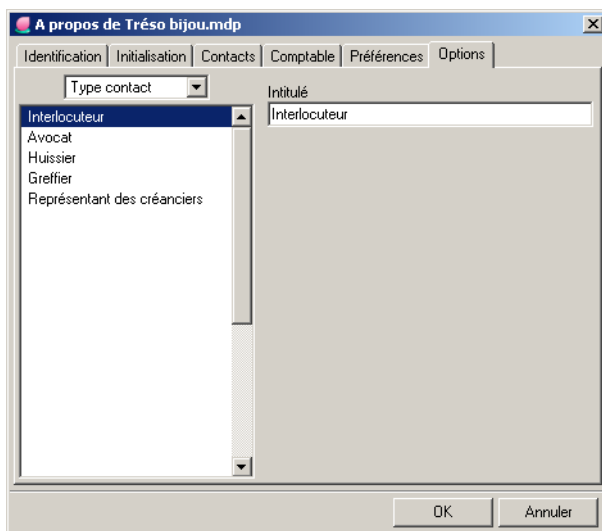 A propos de Tréso bijou.mdp
Identification Initialisation Contacts Comptable Préférences Options
Type contact
Intitulé
Interlocuteur
Interlocuteur
Avocat
Huissier
Greffier
Représentant des créanciers
OK Annuler